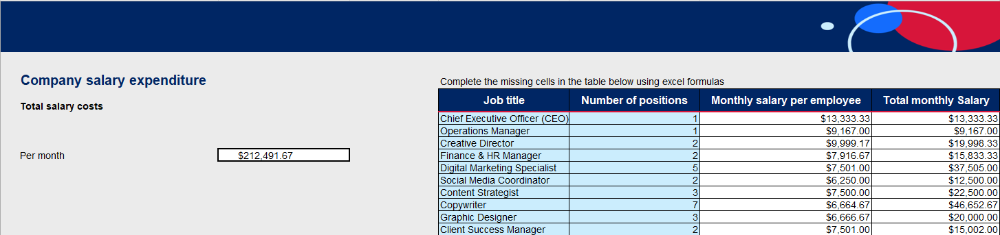 Company salary expenditure
Total salary costs
Per month $212,491.67
Complete the missing cells in the table below using excel formulas
Job title Number of positions Monthly salary per employee Total monthly Salary
Chief Executive Officer (CEO) 1 $13,333.33 $13,333.33
Operations Manager 1 $9,167.00 $9,167.00
Creative Director 2 $9,999.17 $19,998.33
Finance & HR Manager 2 $7,916.67 $15,833.33
Digital Marketing Specialist 5 $7,501.00 $37,505.00
Social Media Coordinator 2 $6,250.00 $12,500.00
Content Strategist 3 $7,500.00 $22,500.00
Copywriter 7 $6,664.67 $46,652.67
Graphic Designer 3 $6,666.67 $20,000.00
Client Success Manager 2 $7,501.00 $15,002.00